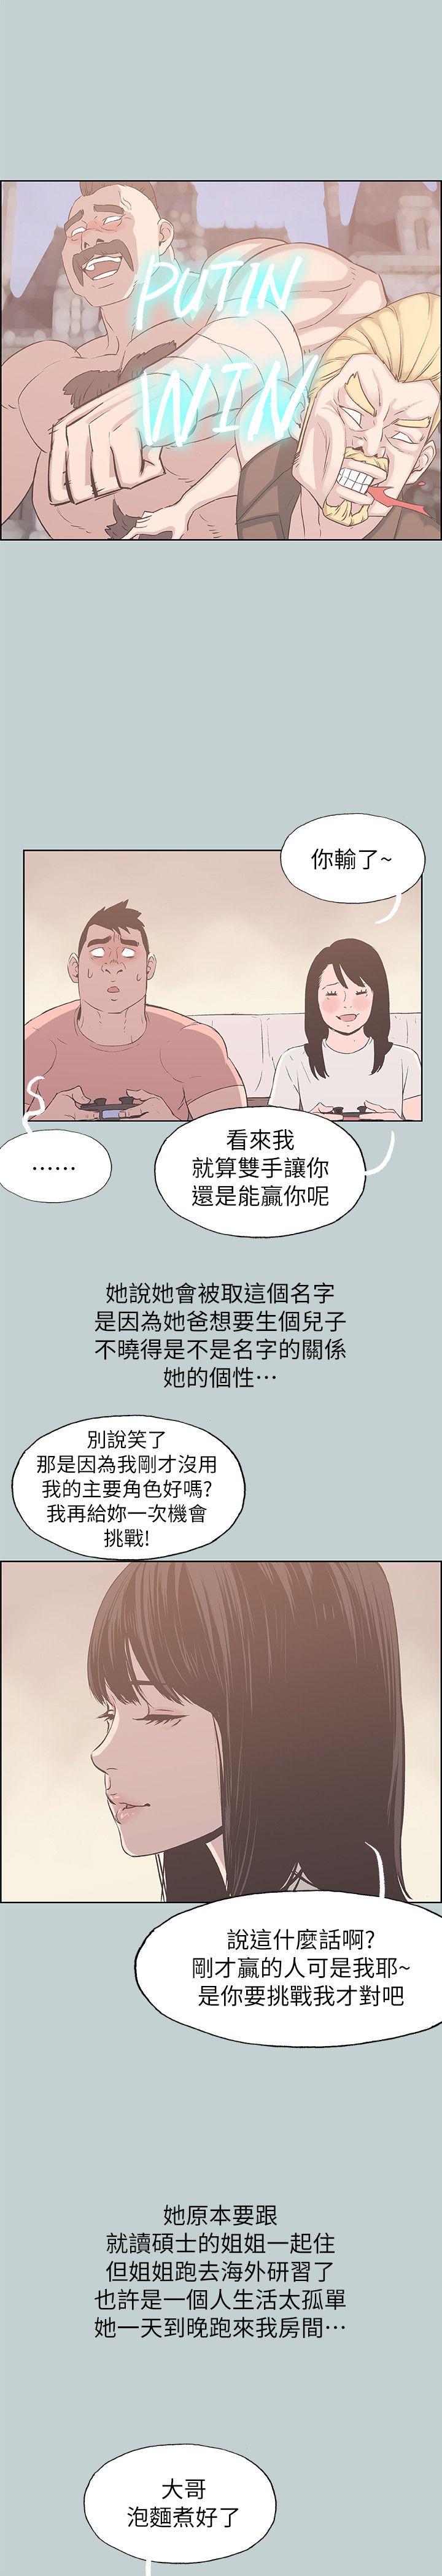 PUTIN
WIN
你輸了~
……
看來我
就算雙手讓你
還是能贏你呢
她說她會被取這個名字
是因為她爸想要生個兒子
不曉得是不是名字的關係
她的個性…
別說笑了
那是因為我剛才沒用
我的主要角色好嗎?
我再給妳一次機會
挑戰!
說這什麼話啊?
剛才贏的人可是我耶~
是你要挑戰我才對吧
她原本要跟
就讀碩士的姐姐一起住
但姐姐跑去海外研習了
也許是一個人生活太孤單
她一天到晚跑來我房間…
大哥
泡麵煮好了